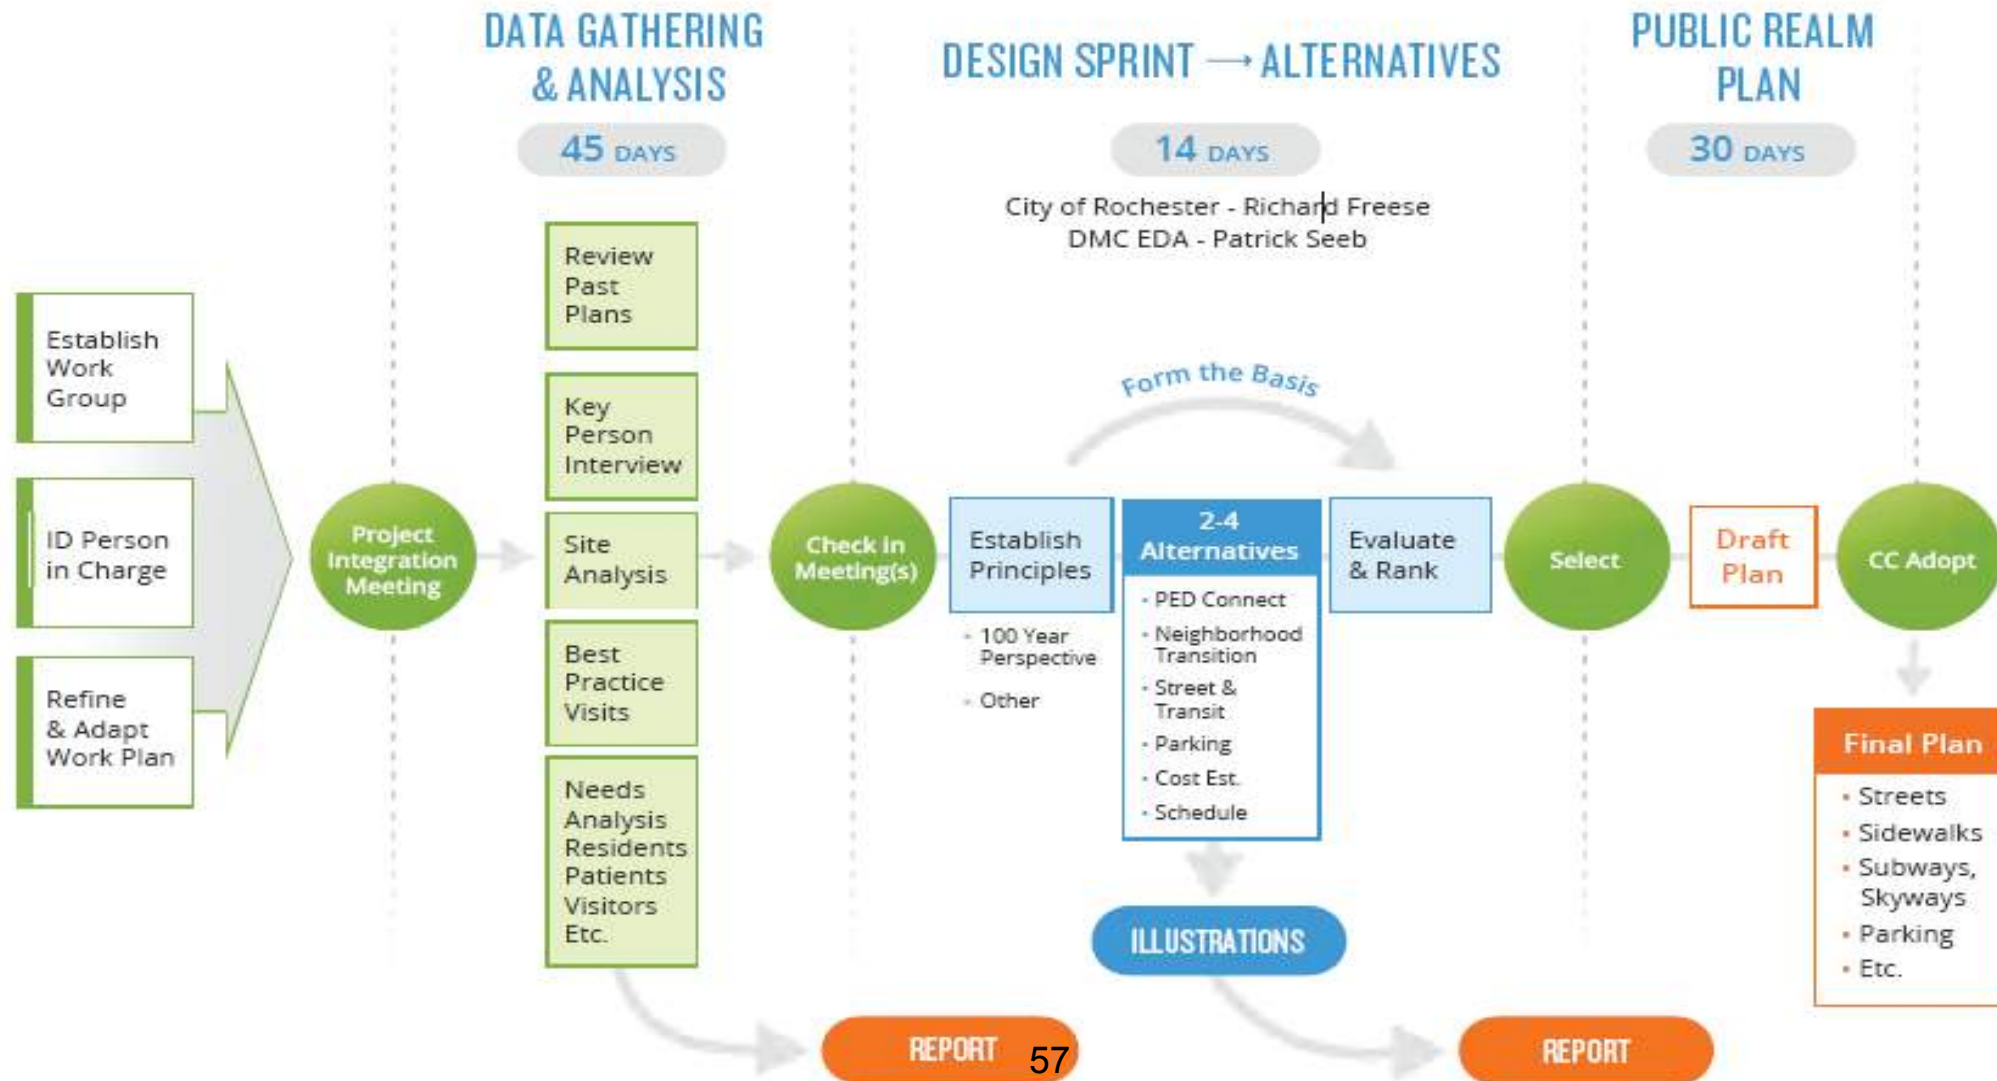 DATA GATHERING
& ANALYSIS
45 DAYS
DESIGN SPRINT → ALTERNATIVES
14 DAYS
City of Rochester - Richard Freese
DMC EDA - Patrick Seeb
PUBLIC REALM
PLAN
30 DAYS
Establish
Work
Group
ID Person
in Charge
Refine
& Adapt
Work Plan
Project
Integration
Meeting
Review
Past
Plans
Key
Person
Interview
Site
Analysis
Best
Practice
Visits
Needs
Analysis
Residents
Patients
Visitors
Etc.
REPORT
Check in
Meeting(s)
Form the Basis
Establish
Principles
- 100 Year
Perspective
- Other
2-4
Alternatives
- PED Connect
- Neighborhood
Transition
- Street &
Transit
- Parking
- Cost Est.
- Schedule
ILLUSTRATIONS
Evaluate
& Rank
REPORT
Select
Draft
Plan
CC Adopt
Final Plan
• Streets
• Sidewalks
• Subways,
Skyways
• Parking
• Etc.
57